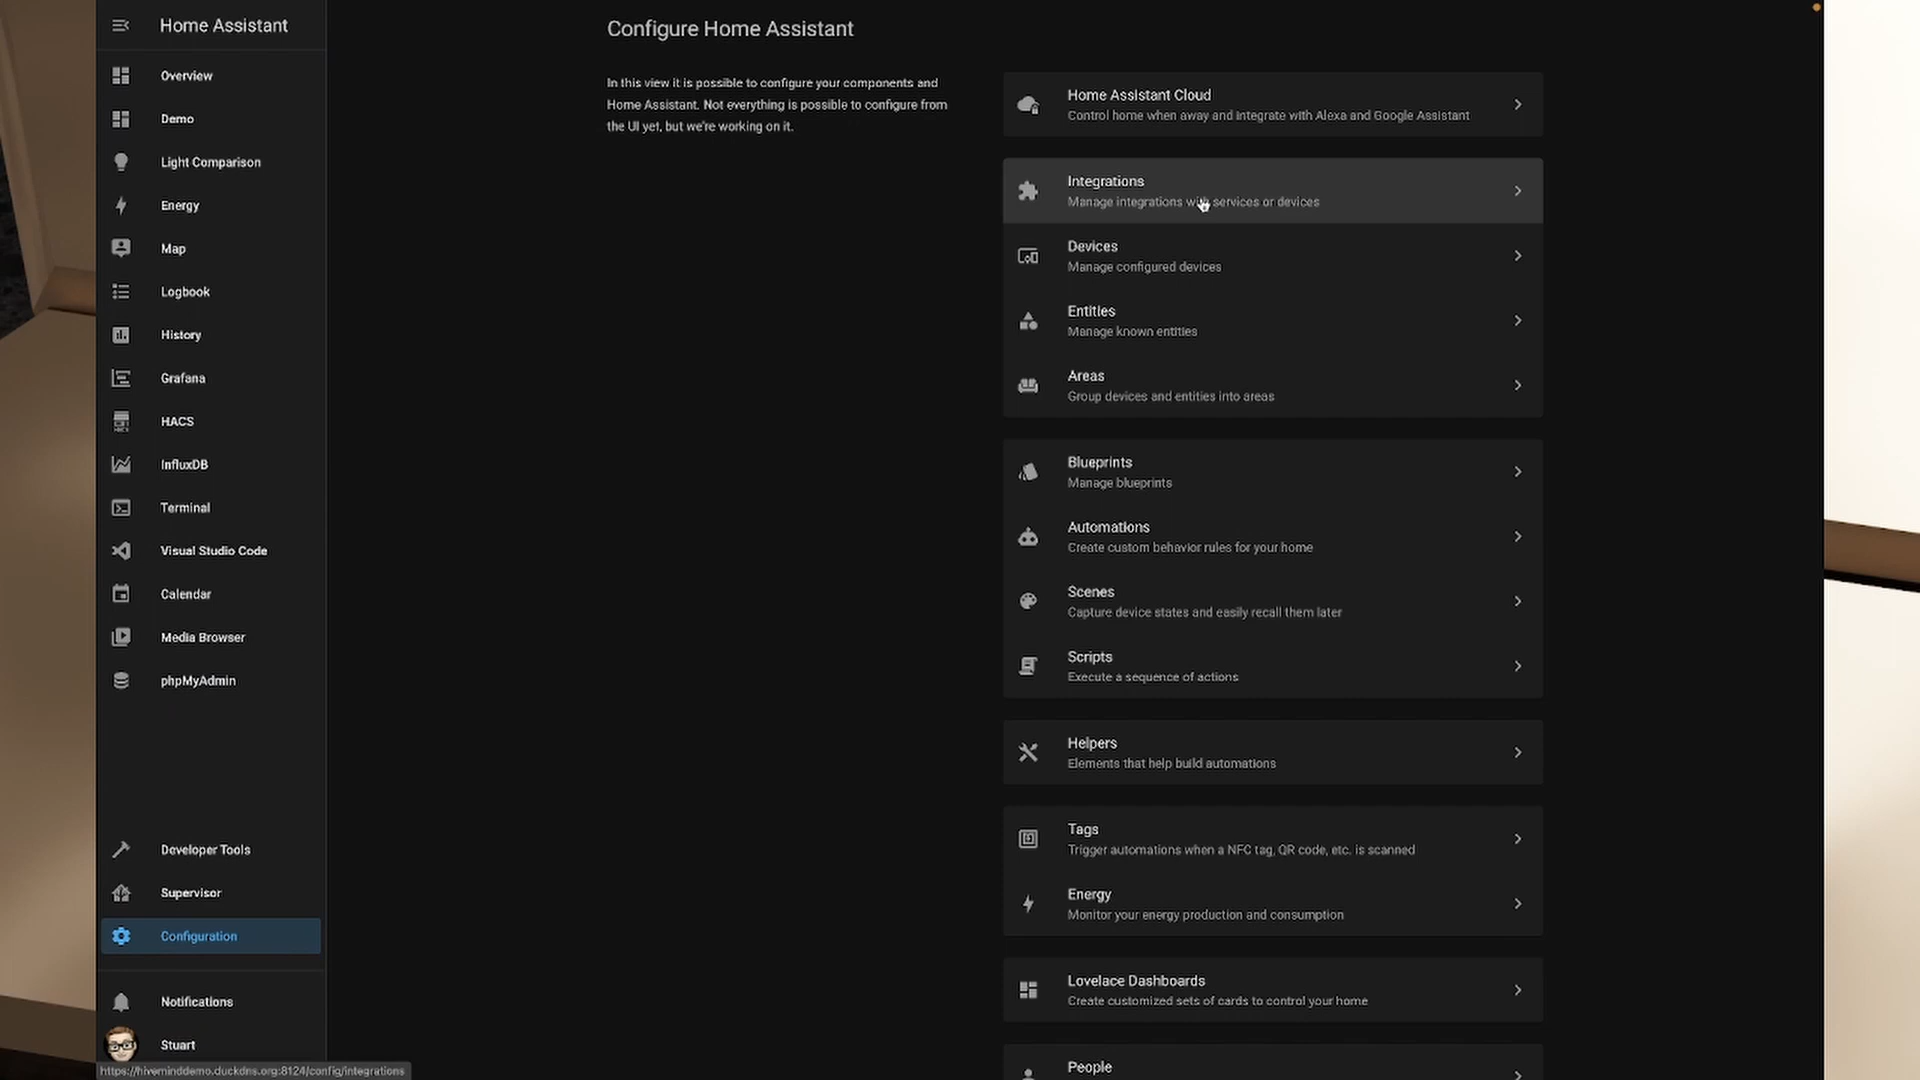 Home Assistant
Overview
Demo
Light Comparison
Energy
Map
Logbook
History
Grafana
HACS
InfluxDB
Terminal
Visual Studio Code
Calendar
Media Browser
phpMyAdmin
Developer Tools
Supervisor
Configuration
Notifications
Stuart
https://hiveminddemo.duckdns.org:8124/config/integrations
Configure Home Assistant
In this view it is possible to configure your components and
Home Assistant. Not everything is possible to configure from
the UI yet, but we're working on it.
Home Assistant Cloud
Control home when away and integrate with Alexa and Google Assistant
Integrations
Manage integrations with services or devices
Devices
Manage configured devices
Entities
Manage known entities
Areas
Group devices and entities into areas
Blueprints
Manage blueprints
Automations
Create custom behavior rules for your home
Scenes
Capture device states and easily recall them later
Scripts
Execute a sequence of actions
Helpers
Elements that help build automations
Tags
Trigger automations when a NFC tag, QR code, etc. is scanned
Energy
Monitor your energy production and consumption
Lovelace Dashboards
Create customized sets of cards to control your home
People